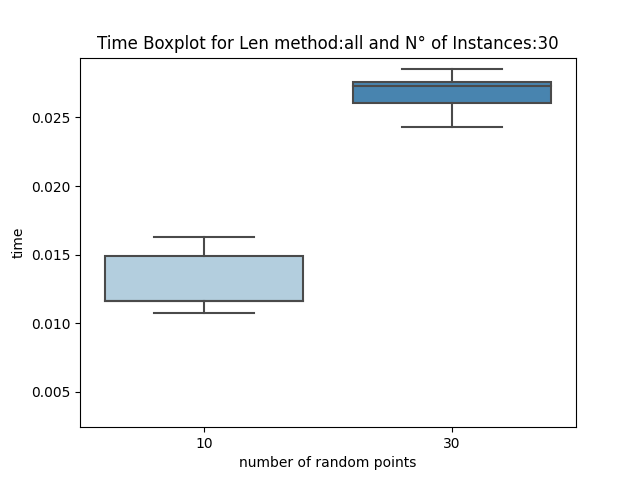 Time Boxplot for Len method:all and N° of Instances:30
0.025
0.020
0.015
0.010
0.005
time
10 30
number of random points